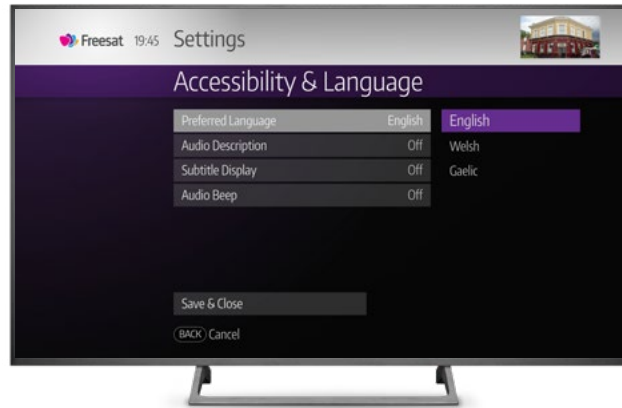 Freesat 19:45 Settings
Accessibility & Language
Preferred Language English English
Audio Description Off Welsh
Subtitle Display Off Gaelic
Audio Beep Off
Save & Close
BACK Cancel